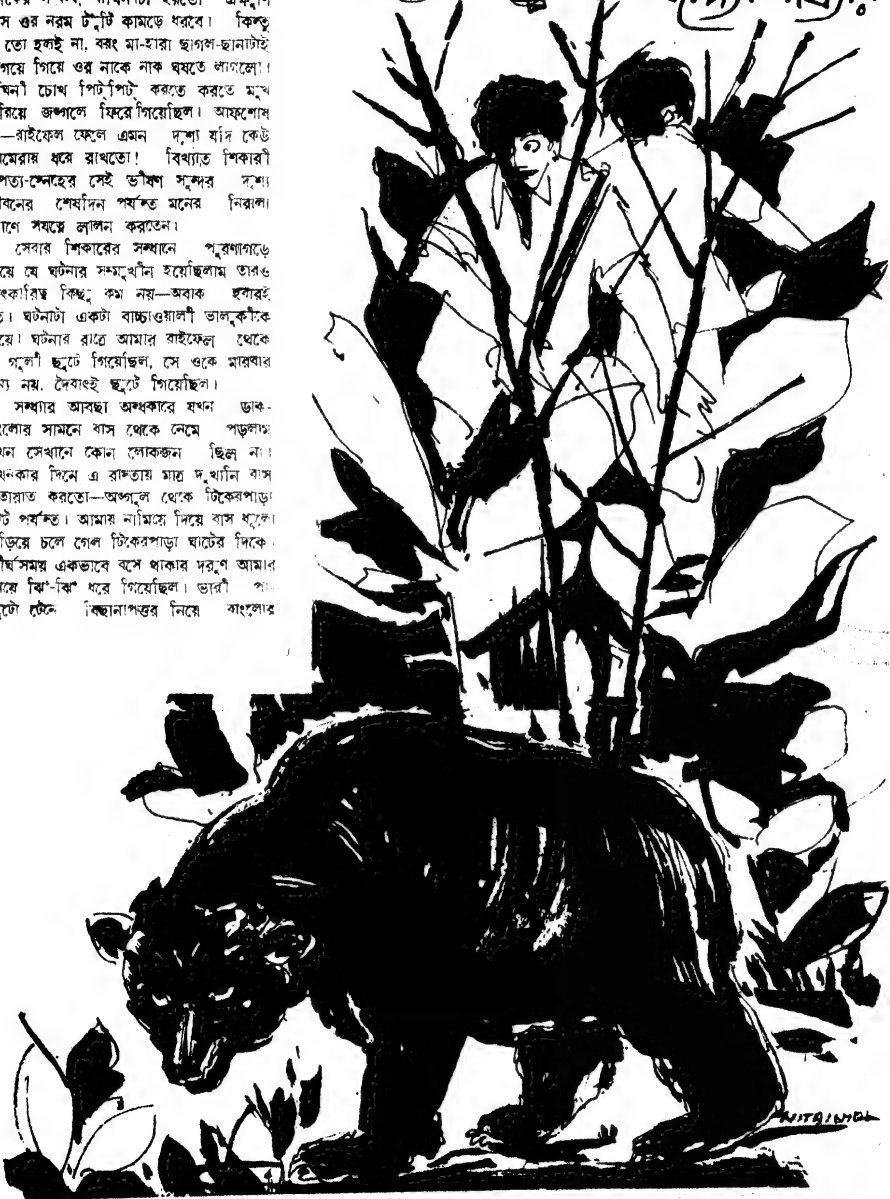 স ওর নরম টুঁটি কামড়ে ধরবে। কিন্তু
তো হলই না, বরং মা-হারা ছাগল-ছানাটাই
গিয়ে ওর নাকে নাক ঘষতে লাগলো।
চোখ পিট্‌পিট্‌ করতে করতে মুখ
জঙ্গলে ফিরে গিয়েছিল। আফশোষ
—রাইফেল ফেলে এমন দৃশ্য যদি কেউ
ধরে রাখতো! বিখ্যাত শিকারী
পত্য-স্নেহের সেই ভীষণ সুন্দর দৃশ্য
বনের শেষদিন পর্যন্ত মনের নিরালা
সযত্নে লালন করতেন।
সেবার শিকারের সন্ধানে পুরণাগড়ে
য়ে যে ঘটনার সম্মুখীন হয়েছিলাম তারও
ৎকারিত্ব কিছু কম নয়—অবাক হবারই
। ঘটনাটা একটা বাচ্চাওয়ালী ভালুকীকে
য়ে। ঘটনার রাত্রে আমার রাইফেল থেকে
গুলী ছুটে গিয়েছিল, সে ওকে মারবার
ন্য নয়, দৈবাৎই ছুটে গিয়েছিল।
সন্ধ্যার আবছা অন্ধকারে যখন ডাক-
ংলোর সামনে বাস থেকে নেমে পড়লাম
খন সেখানে কোন লোকজন ছিল না।
খনকার দিনে এ রাস্তায় মাত্র দুখানি বাস
তায়াত করতো—অঙ্গুল থেকে টিকেরপাড়া
ট পর্যন্ত। আমায় নামিয়ে দিয়ে বাস ধুলো
ড়িয়ে চলে গেল টিকেরপাড়া ঘাটের দিকে।
র্ঘসময় একভাবে বসে থাকার দরুণ আমার
য়ে ঝিঁ-ঝিঁ ধরে গিয়েছিল। ভারী পা-
টো টেনে বিছানাপত্তর নিয়ে বাংলোর